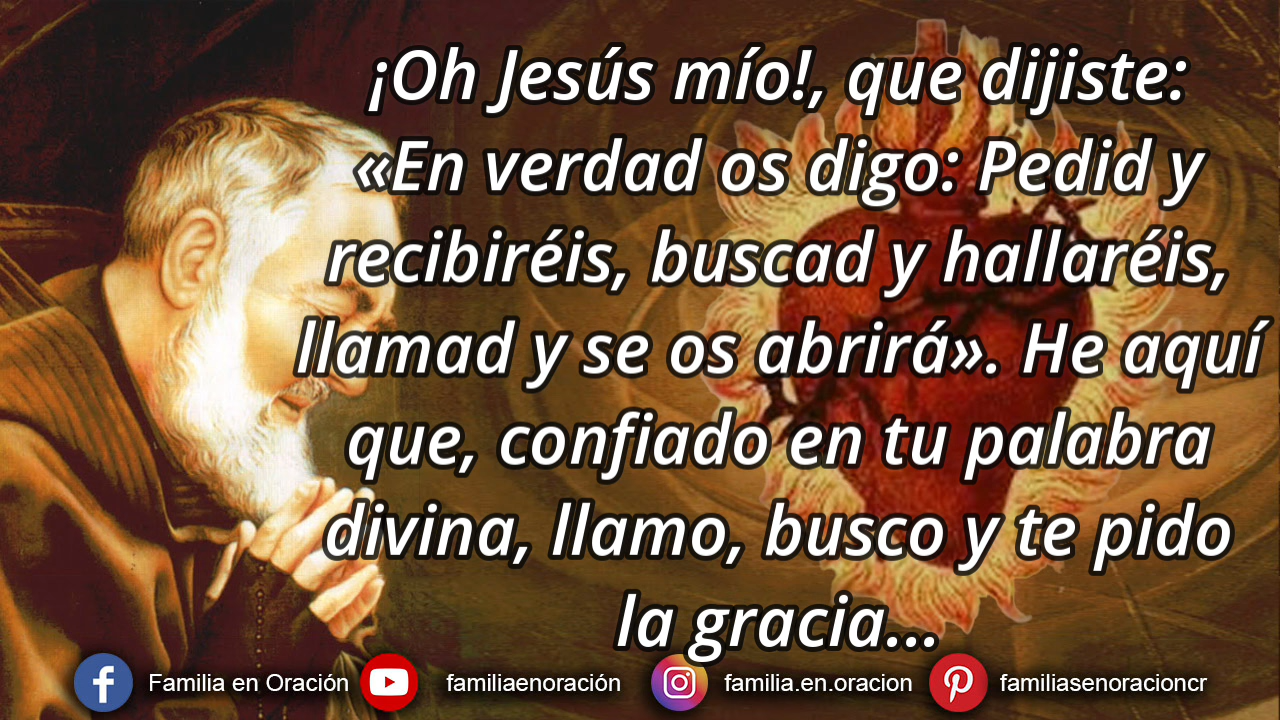 ¡Oh Jesús mío!, que dijiste:
«En verdad os digo: Pedid y
recibiréis, buscad y hallaréis,
llamad y se os abrirá». He aquí
que, confiado en tu palabra
divina, llamo, busco y te pido
la gracia...
Familia en Oración familiaenoración familia.en.oracion familiasenoracioncr